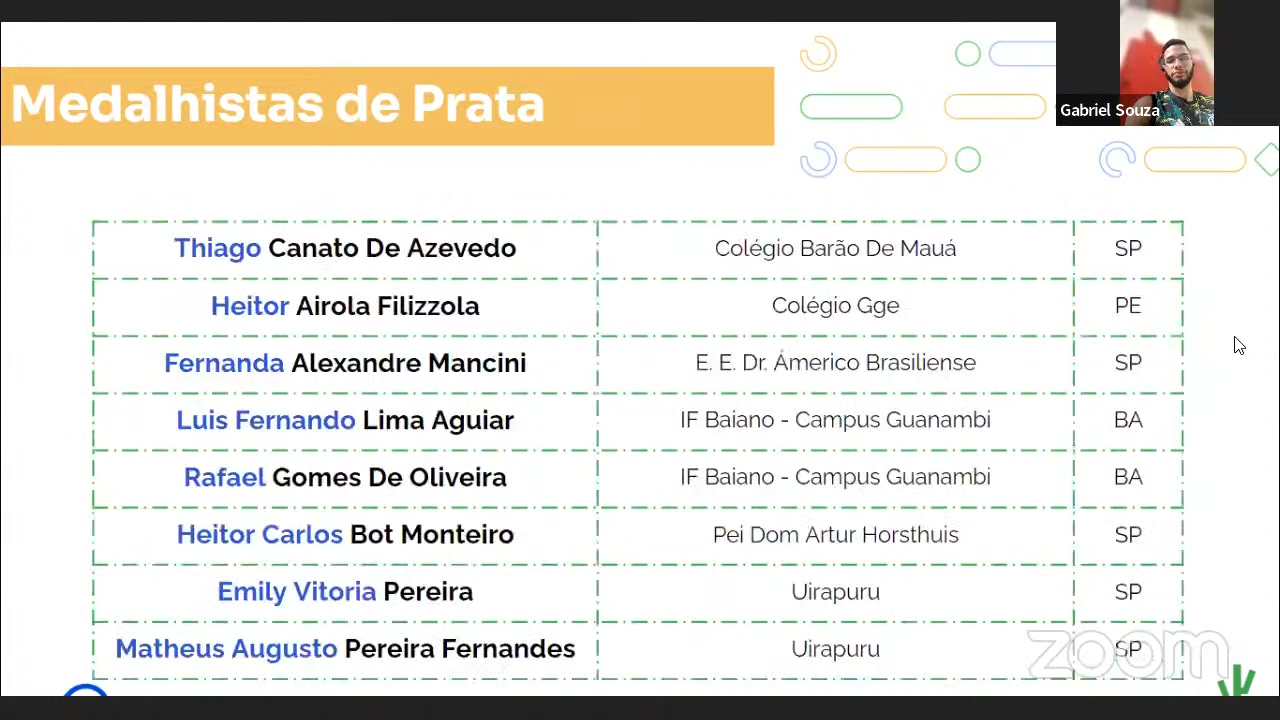 Medalhistas de Prata
Gabriel Souza
Thiago Canato De Azevedo Colégio Barão De Mauá SP
Heitor Airola Filizzola Colégio Gge PE
Fernanda Alexandre Mancini E. E. Dr. Ámerico Brasiliense SP
Luis Fernando Lima Aguiar IF Baiano - Campus Guanambi BA
Rafael Gomes De Oliveira IF Baiano - Campus Guanambi BA
Heitor Carlos Bot Monteiro Pei Dom Artur Horsthuis SP
Emily Vitoria Pereira Uirapuru SP
Matheus Augusto Pereira Fernandes Uirapuru SP
zoom